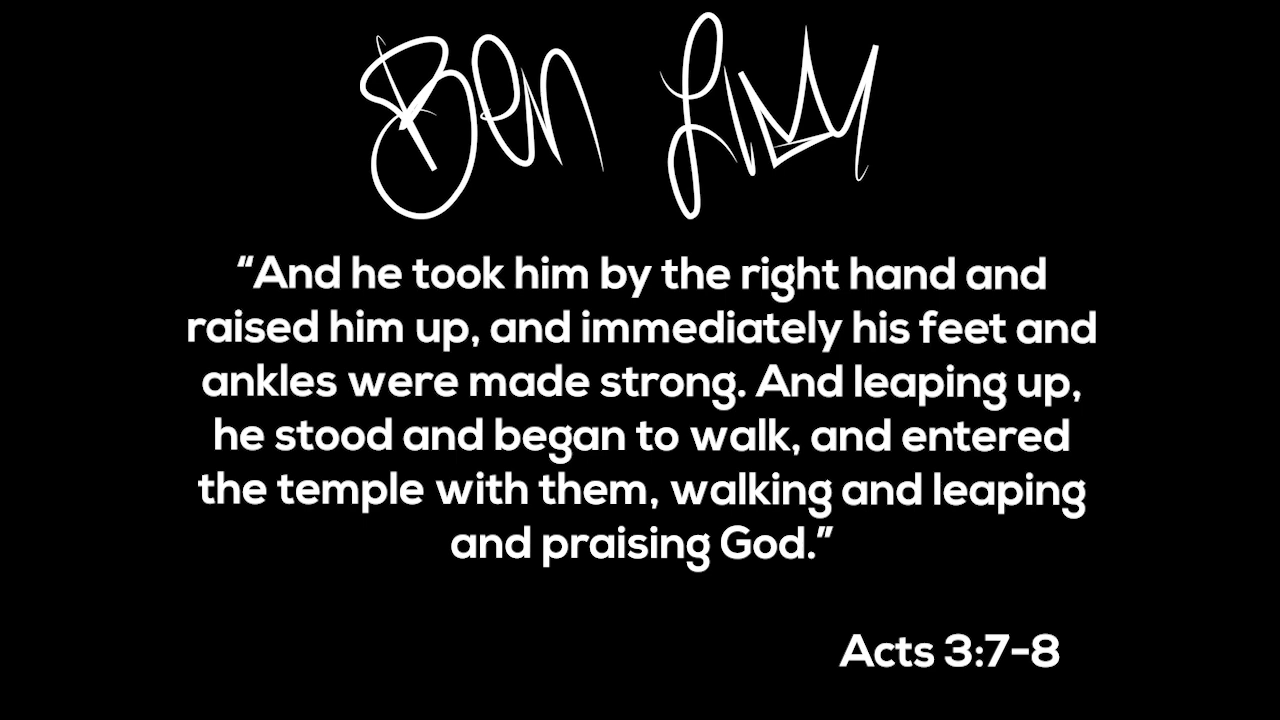 Ben
“And he took him by the right hand and
raised him up, and immediately his feet and
ankles were made strong. And leaping up,
he stood and began to walk, and entered
the temple with them, walking and leaping
and praising God.”
Acts 3:7-8